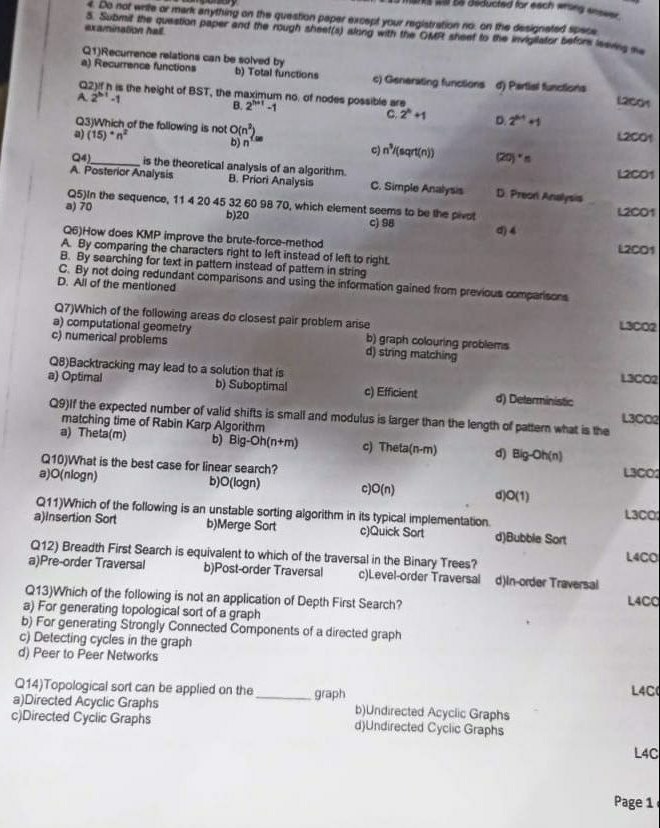 marks will be deducted for each wrong answer.
4. Do not write or mark anything on the question paper except your registration no. on the designated space.
5. Submit the question paper and the rough sheet(s) along with the OMR sheet to the invigilator before leaving the
examination hall.
Q1)Recurrence relations can be solved by
a) Recurrence functions b) Total functions c) Generating functions d) Partial functions
L2CO1
Q2)If h is the height of BST, the maximum no. of nodes possible are
A. 2^(h-1) -1 B. 2^(h+1) -1 C. 2^h +1 D. 2^(h-1) +1
L2CO1
Q3)Which of the following is not O(n²)
a) (15) * n² b) n c) n³/(sqrt(n)) (20) * n
L2CO1
Q4)________ is the theoretical analysis of an algorithm.
A. Posterior Analysis B. Priori Analysis C. Simple Analysis D. Preori Analysis
L2CO1
Q5)In the sequence, 11 4 20 45 32 60 98 70, which element seems to be the pivot
a) 70 b)20 c) 98 d) 4
L2CO1
Q6)How does KMP improve the brute-force-method
A. By comparing the characters right to left instead of left to right.
B. By searching for text in pattern instead of pattern in string
C. By not doing redundant comparisons and using the information gained from previous comparisons
D. All of the mentioned
L3CO2
Q7)Which of the following areas do closest pair problem arise
a) computational geometry b) graph colouring problems
c) numerical problems d) string matching
L3CO2
Q8)Backtracking may lead to a solution that is
a) Optimal b) Suboptimal c) Efficient d) Deterministic
L3CO2
Q9)If the expected number of valid shifts is small and modulus is larger than the length of pattern what is the
matching time of Rabin Karp Algorithm
a) Theta(m) b) Big-Oh(n+m) c) Theta(n-m) d) Big-Oh(n)
L3CO2
Q10)What is the best case for linear search?
a)O(nlogn) b)O(logn) c)O(n) d)O(1)
L3CO
Q11)Which of the following is an unstable sorting algorithm in its typical implementation.
a)Insertion Sort b)Merge Sort c)Quick Sort d)Bubble Sort
L4CO
Q12) Breadth First Search is equivalent to which of the traversal in the Binary Trees?
a)Pre-order Traversal b)Post-order Traversal c)Level-order Traversal d)In-order Traversal
L4CO
Q13)Which of the following is not an application of Depth First Search?
a) For generating topological sort of a graph
b) For generating Strongly Connected Components of a directed graph
c) Detecting cycles in the graph
d) Peer to Peer Networks
L4C
Q14)Topological sort can be applied on the ________ graph
a)Directed Acyclic Graphs b)Undirected Acyclic Graphs
c)Directed Cyclic Graphs d)Undirected Cyclic Graphs
L4C
Page 1